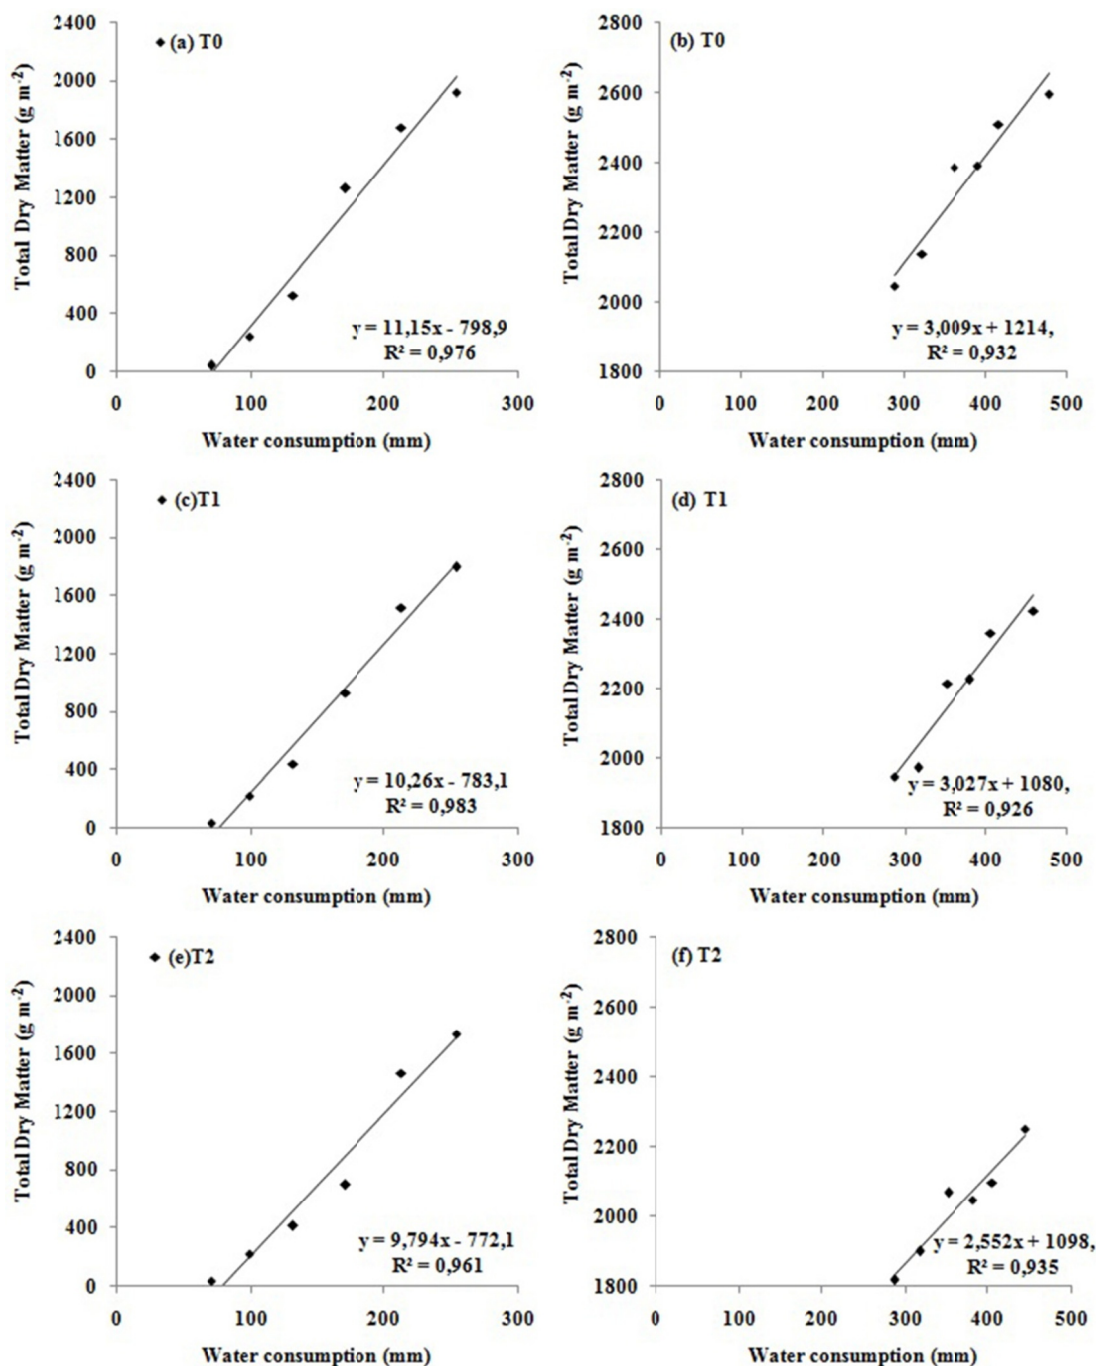 (a) T0
2400
2000
1600
1200
800
400
0
Total Dry Matter (g m-2)
y = 11,15x - 798,9
R² = 0,976
0 100 200 300
Water consumption (mm)
(b) T0
2800
2600
2400
2200
2000
1800
Total Dry Matter (g m-2)
y = 3,009x + 1214,
R² = 0,932
0 100 200 300 400 500
Water consumption (mm)
(c)T1
2400
2000
1600
1200
800
400
0
Total Dry Matter (g m-2)
y = 10,26x - 783,1
R² = 0,983
0 100 200 300
Water consumption (mm)
(d) T1
2800
2600
2400
2200
2000
1800
Total Dry Matter (g m-2)
y = 3,027x + 1080,
R² = 0,926
0 100 200 300 400 500
Water consumption (mm)
(e)T2
2400
2000
1600
1200
800
400
0
Total Dry Matter (g m-2)
y = 9,794x - 772,1
R² = 0,961
0 100 200 300
Water consumption (mm)
(f) T2
2800
2600
2400
2200
2000
1800
Total Dry Matter (g m-2)
y = 2,552x + 1098,
R² = 0,935
0 100 200 300 400 500
Water consumption (mm)